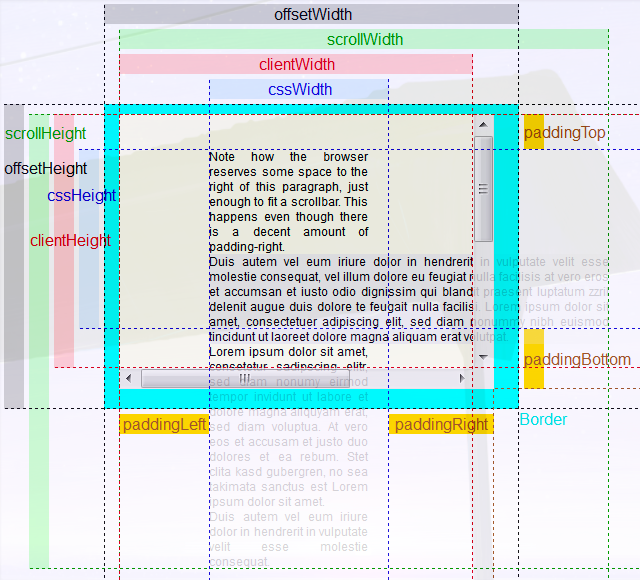 offsetWidth
scrollWidth
clientWidth
cssWidth
scrollHeight
offsetHeight
cssHeight
clientHeight
paddingTop
Note how the browser
reserves some space to the
right of this paragraph, just
enough to fit a scrollbar. This
happens even though there
is a decent amount of
padding-right.
Duis autem vel eum iriure dolor in hendrerit in vulputate velit esse
molestie consequat, vel illum dolore eu feugiat nulla facilisis at vero eros
et accumsan et iusto odio dignissim qui blandit praesent luptatum zzril
delenit augue duis dolore te feugait nulla facilisi. Lorem ipsum dolor sit
amet, consectetuer adipiscing elit, sed diam nonummy nibh euismod
tincidunt ut laoreet dolore magna aliquam erat volutpat.
Lorem ipsum dolor sit amet,
consetetur sadipscing elitr,
sed diam nonumy eirmod
tempor invidunt ut labore et
dolore magna aliquyam erat,
sed diam voluptua. At vero
eos et accusam et justo duo
dolores et ea rebum. Stet
clita kasd gubergren, no sea
takimata sanctus est Lorem
ipsum dolor sit amet.
Duis autem vel eum iriure
dolor in hendrerit in vulputate
velit esse molestie
consequat.
paddingBottom
paddingLeft
paddingRight
Border